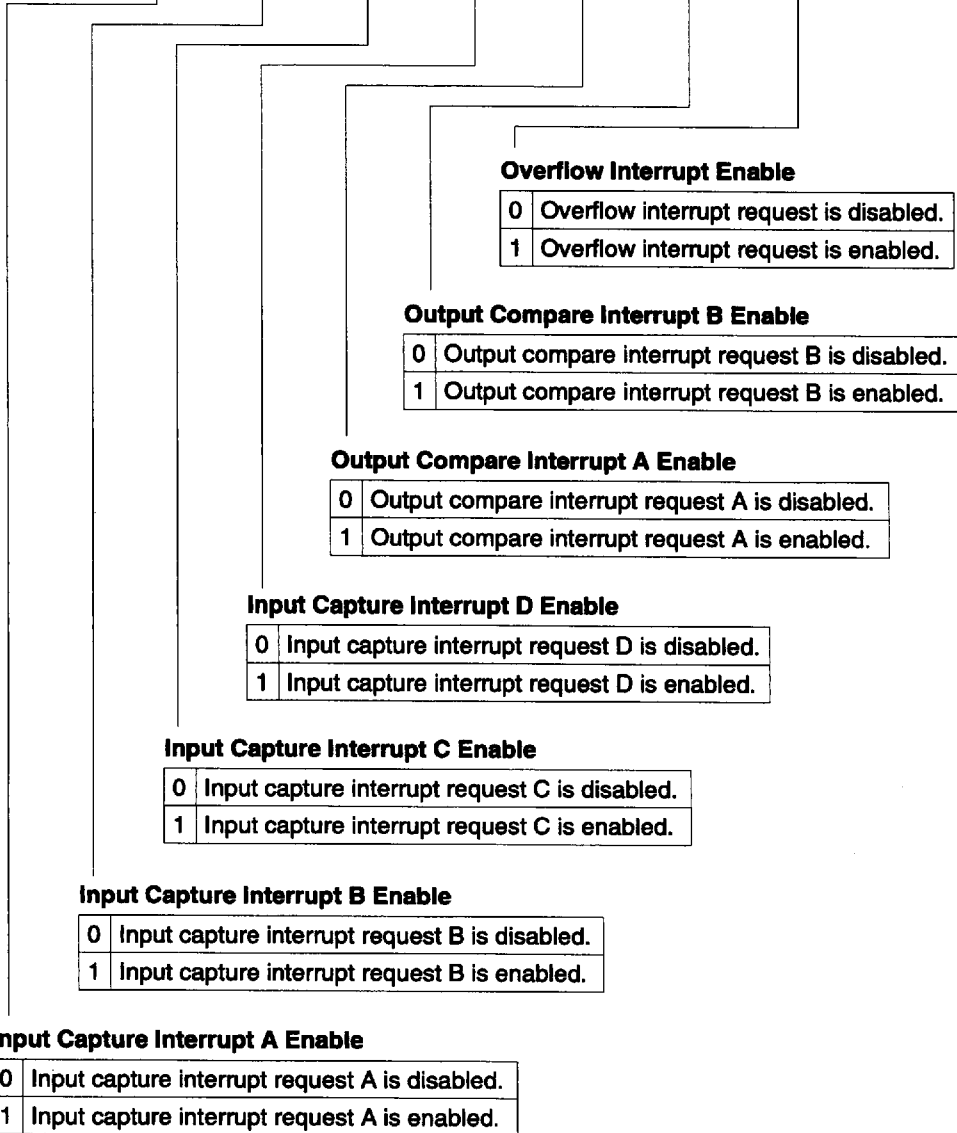 Overflow Interrupt Enable
0 Overflow interrupt request is disabled.
1 Overflow interrupt request is enabled.
Output Compare Interrupt B Enable
0 Output compare interrupt request B is disabled.
1 Output compare interrupt request B is enabled.
Output Compare Interrupt A Enable
0 Output compare interrupt request A is disabled.
1 Output compare interrupt request A is enabled.
Input Capture Interrupt D Enable
0 Input capture interrupt request D is disabled.
1 Input capture interrupt request D is enabled.
Input Capture Interrupt C Enable
0 Input capture interrupt request C is disabled.
1 Input capture interrupt request C is enabled.
Input Capture Interrupt B Enable
0 Input capture interrupt request B is disabled.
1 Input capture interrupt request B is enabled.
nput Capture Interrupt A Enable
0 Input capture interrupt request A is disabled.
1 Input capture interrupt request A is enabled.